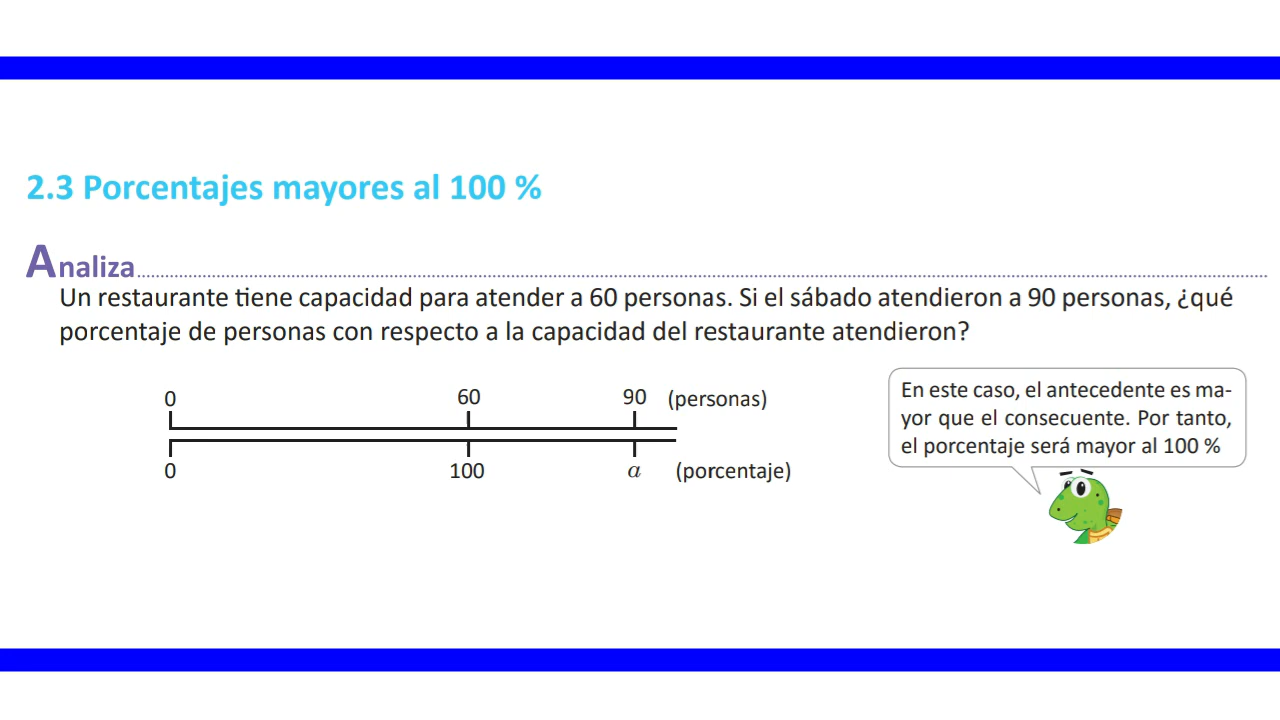 2.3 Porcentajes mayores al 100 %
Analiza
Un restaurante tiene capacidad para atender a 60 personas. Si el sábado atendieron a 90 personas, ¿qué
porcentaje de personas con respecto a la capacidad del restaurante atendieron?
0 60 90 (personas)
0 100 a (porcentaje)
En este caso, el antecedente es ma-
yor que el consecuente. Por tanto,
el porcentaje será mayor al 100 %